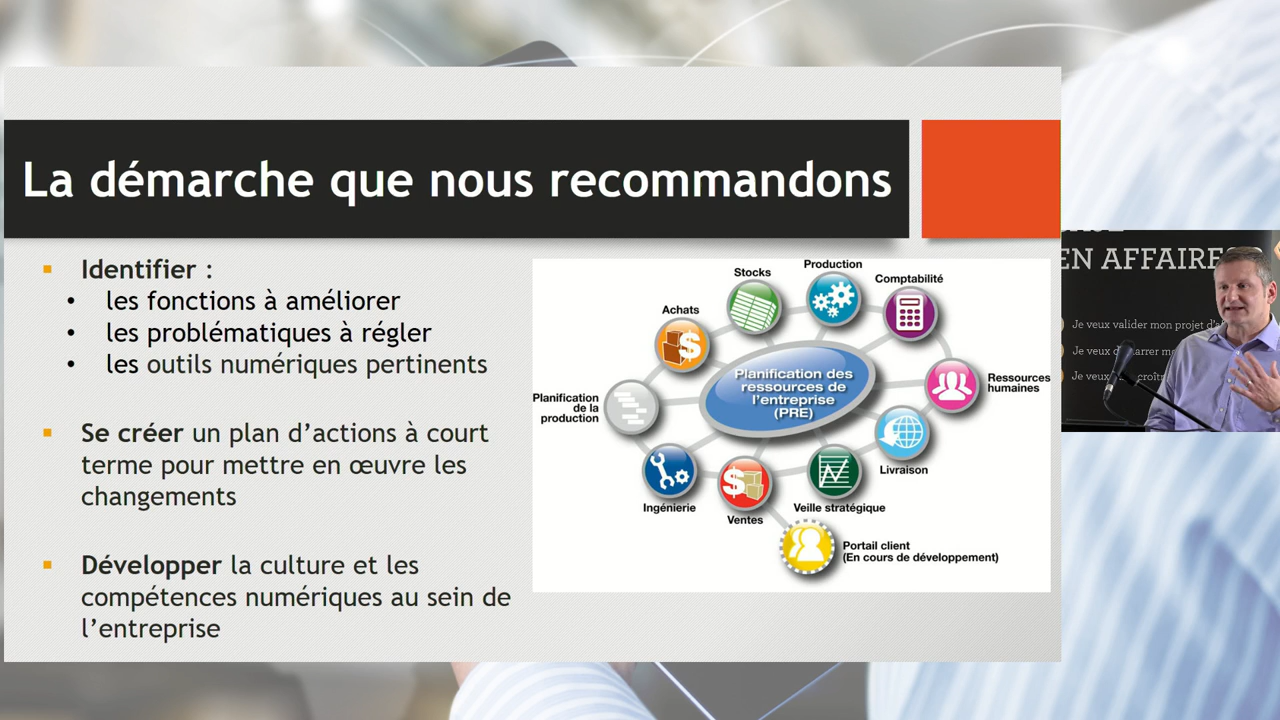 La démarche que nous recommandons
Identifier :
les fonctions à améliorer
les problématiques à régler
les outils numériques pertinents
Se créer un plan d'actions à court
terme pour mettre en œuvre les
changements
Développer la culture et les
compétences numériques au sein de
l'entreprise
Production
Stocks
Comptabilité
Achats
Planification des
ressources de
l'entreprise
(PRE)
Ressources
humaines
Planification
de la
production
Livraison
Ingénierie
Ventes
Veille stratégique
Portail client
(En cours de développement)
EN AFFAIRE
Je veux valider mon projet d'a
Je veux
Je veux